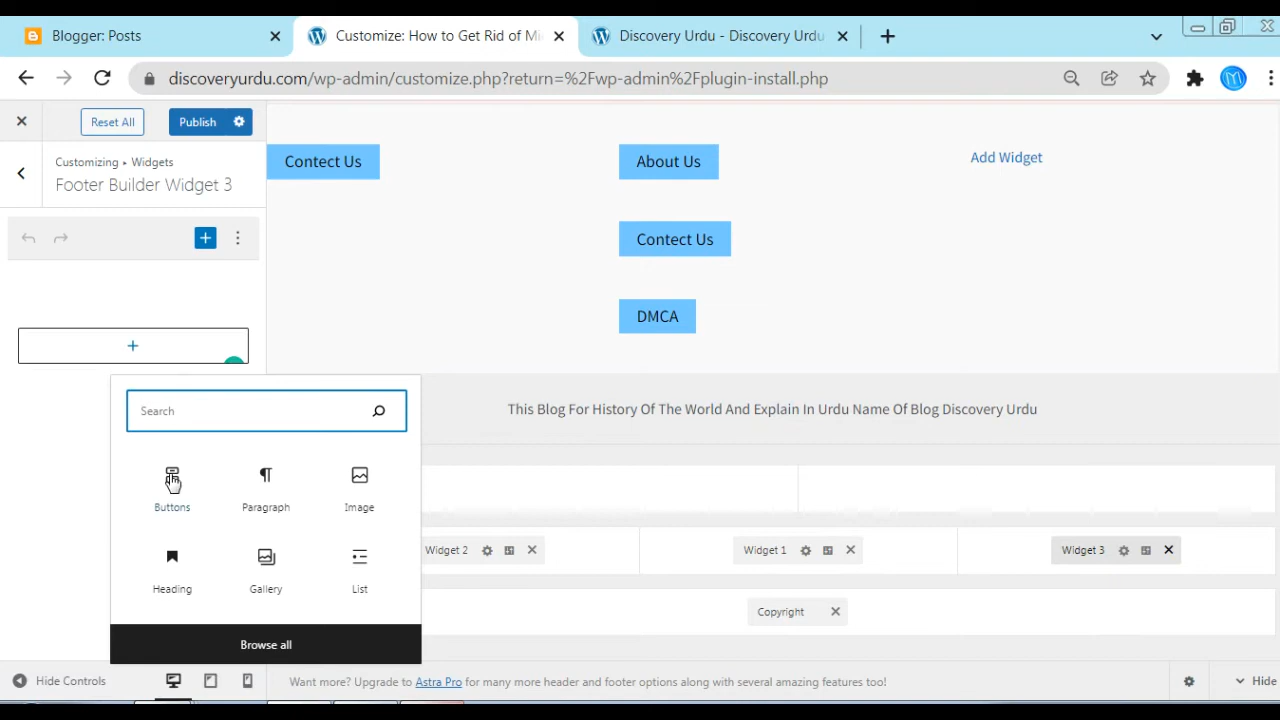 Blogger: Posts
Customize: How to Get Rid of Mi
Discovery Urdu - Discovery Urdu
discoveryurdu.com/wp-admin/customize.php?return=%2Fwp-admin%2Fplugin-install.php
Reset All
Publish
Customizing ▸ Widgets
Footer Builder Widget 3
Contect Us
About Us
Add Widget
Contect Us
DMCA
Search
This Blog For History Of The World And Explain In Urdu Name Of Blog Discovery Urdu
Buttons
Paragraph
Image
Heading
Gallery
List
Browse all
Widget 2
Widget 1
Widget 3
Copyright
Hide Controls
Want more? Upgrade to Astra Pro for many more header and footer options along with several amazing features too!
Hide